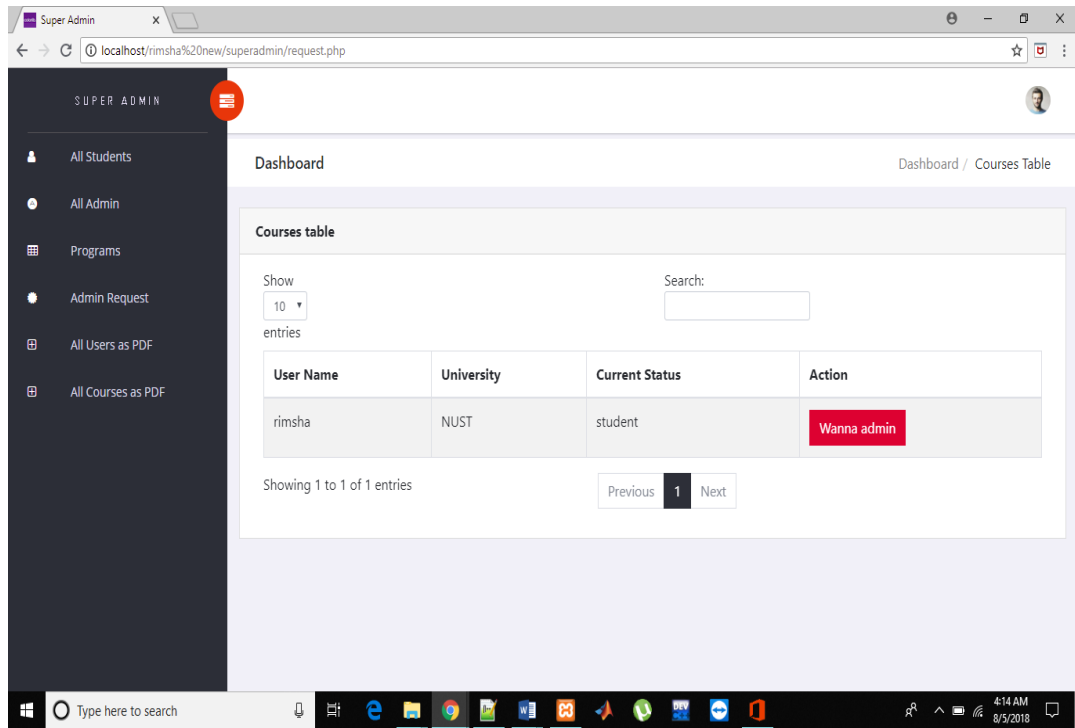 Super Admin
localhost/rimsha%20new/superadmin/request.php
SUPER ADMIN
All Students
All Admin
Programs
Admin Request
All Users as PDF
All Courses as PDF
Dashboard
Dashboard / Courses Table
Courses table
Show
10
entries
Search:
User Name University Current Status Action
rimsha NUST student Wanna admin
Showing 1 to 1 of 1 entries
Previous 1 Next
Type here to search
4:14 AM
8/5/2018